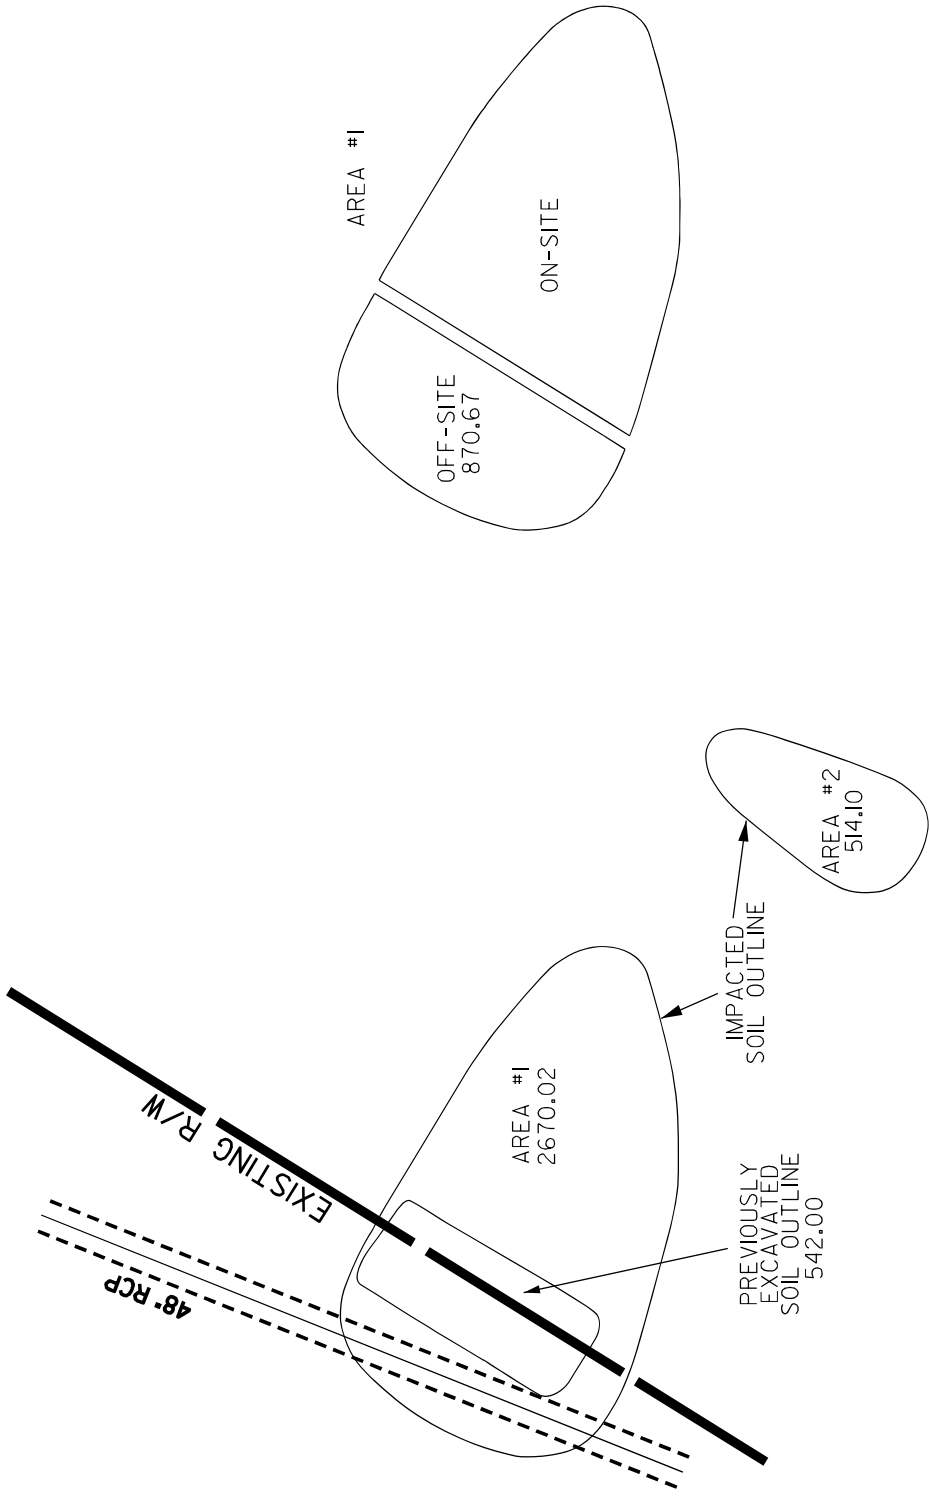 AREA #1
ON-SITE
OFF-SITE
870.67
AREA #2
514.10
IMPACTED
SOIL OUTLINE
AREA #1
2670.02
EXISTING R/W
48" RCP
PREVIOUSLY
EXCAVATED
SOIL OUTLINE
542.00